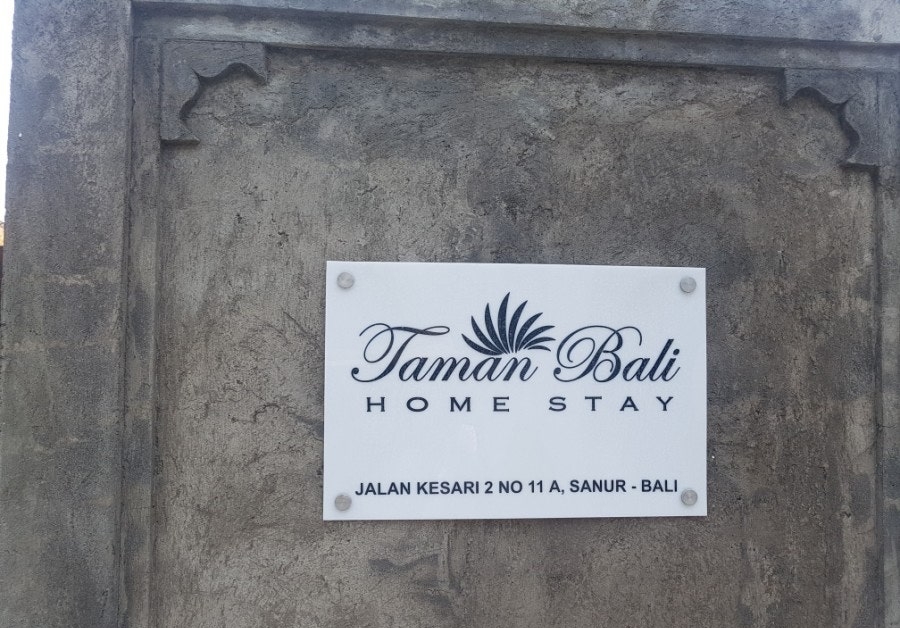 Taman Bali
HOME STAY
JALAN KESARI 2 NO 11 A, SANUR - BALI